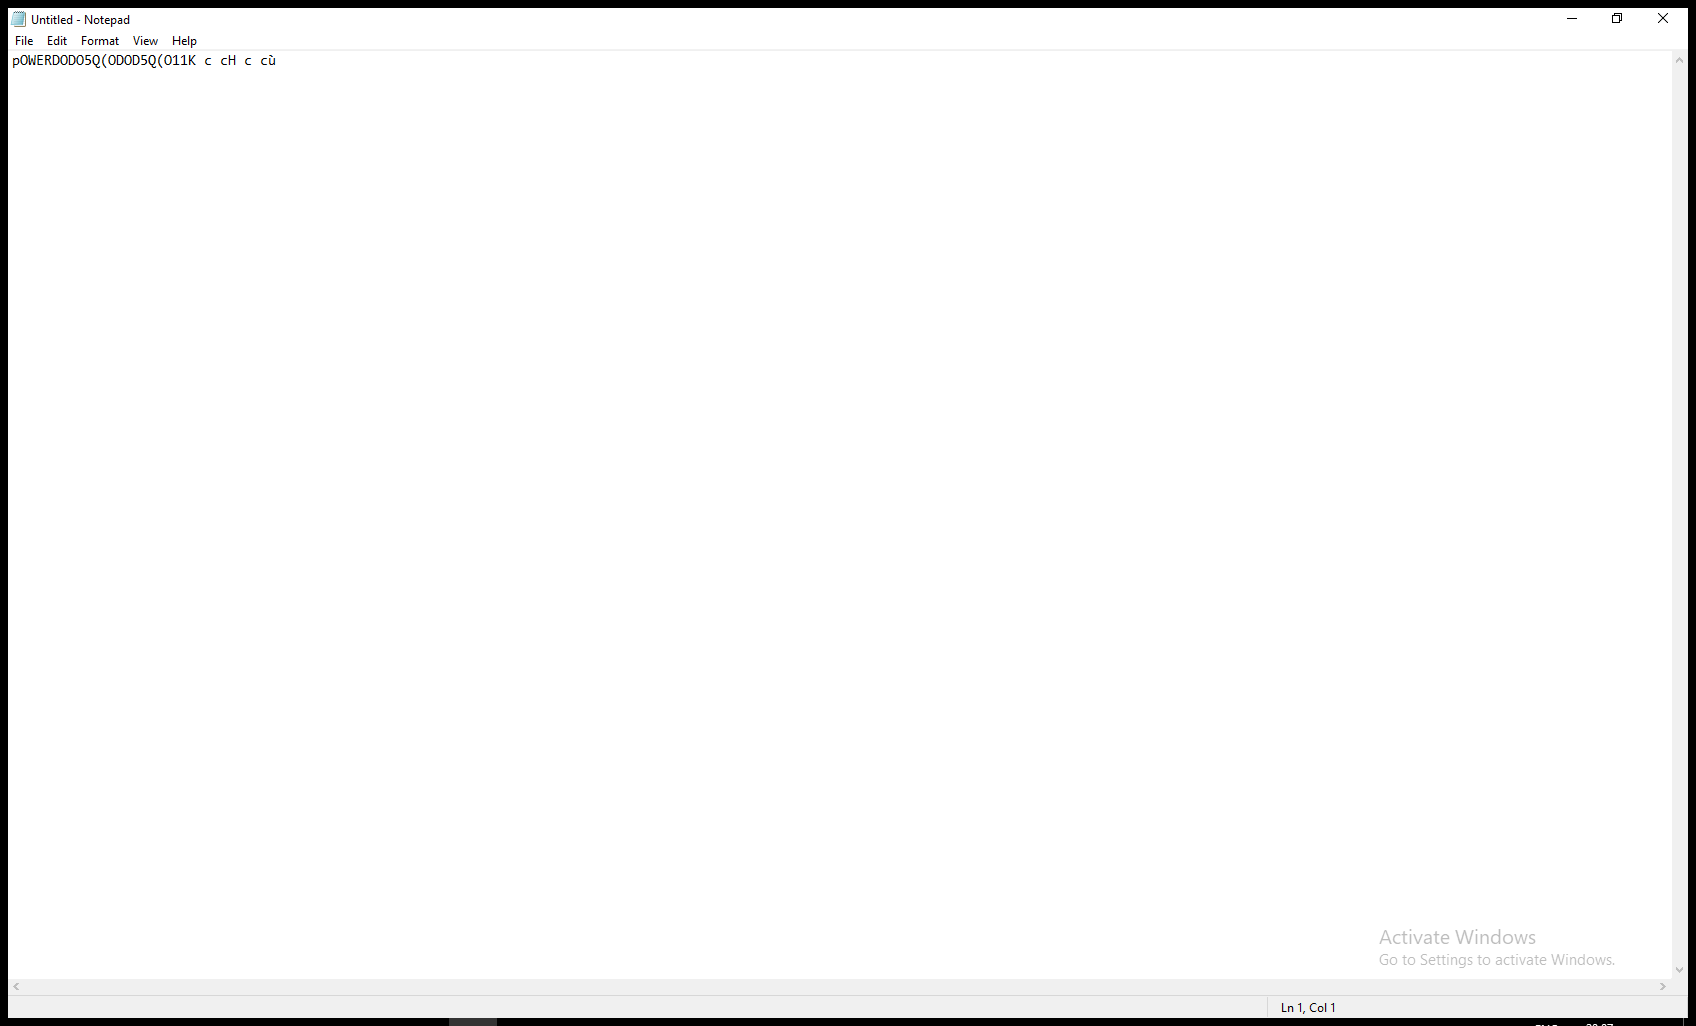 Untitled - Notepad
File Edit Format View Help
pOWERDODO5Q(ODOD5Q(O11K c cH c cù
Activate Windows
Go to Settings to activate Windows.
Ln 1, Col 1